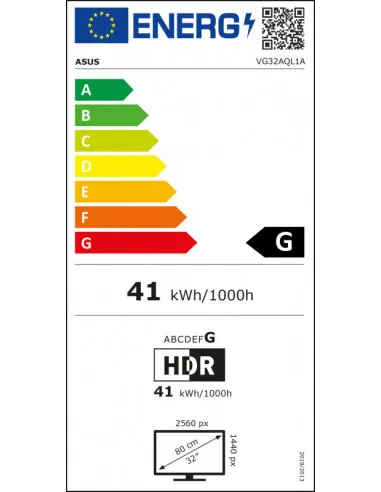 ENERG
ASUS VG32AQL1A
A
B
C
D
E
F
G G
41 kWh/1000h
ABCDEFG
HDR
41 kWh/1000h
2560 px
80 cm
32"
1440 px
2019/2013